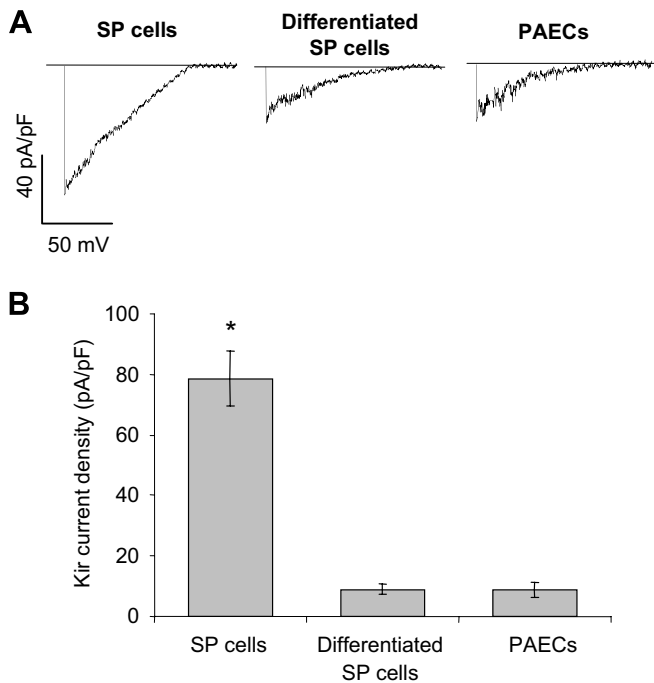 A
SP cells
Differentiated
SP cells
PAECs
40 pA/pF
50 mV
B
Kir current density (pA/pF)
100
80
60
40
20
0
*
SP cells
Differentiated
SP cells
PAECs